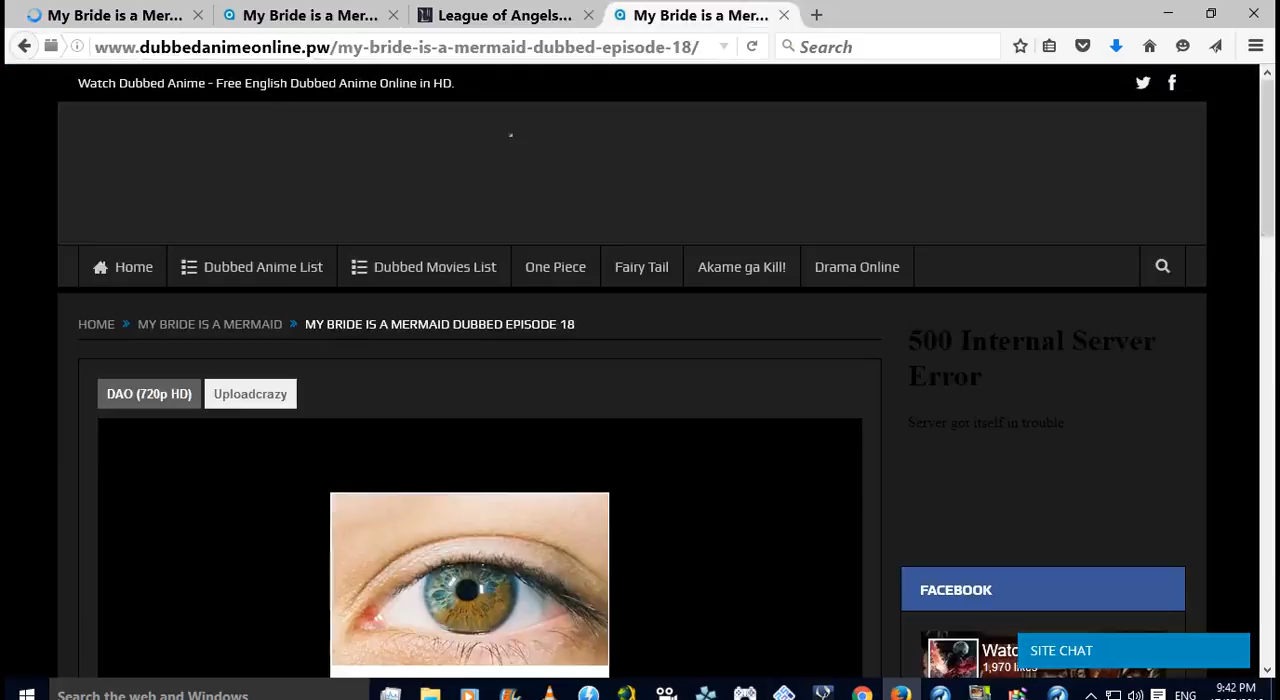 My Bride is a Mer... My Bride is a Mer... League of Angels... My Bride is a Mer...
www.dubbedanimeonline.pw/my-bride-is-a-mermaid-dubbed-episode-18/ Search
Watch Dubbed Anime - Free English Dubbed Anime Online in HD.
Home Dubbed Anime List Dubbed Movies List One Piece Fairy Tail Akame ga Kill! Drama Online
HOME » MY BRIDE IS A MERMAID » MY BRIDE IS A MERMAID DUBBED EPISODE 18
500 Internal Server
Error
Server got itself in trouble
DAO (720p HD) Uploadcrazy
FACEBOOK
Watc
1,970 likes
SITE CHAT
Search the web and Windows
ENG
9:42 PM